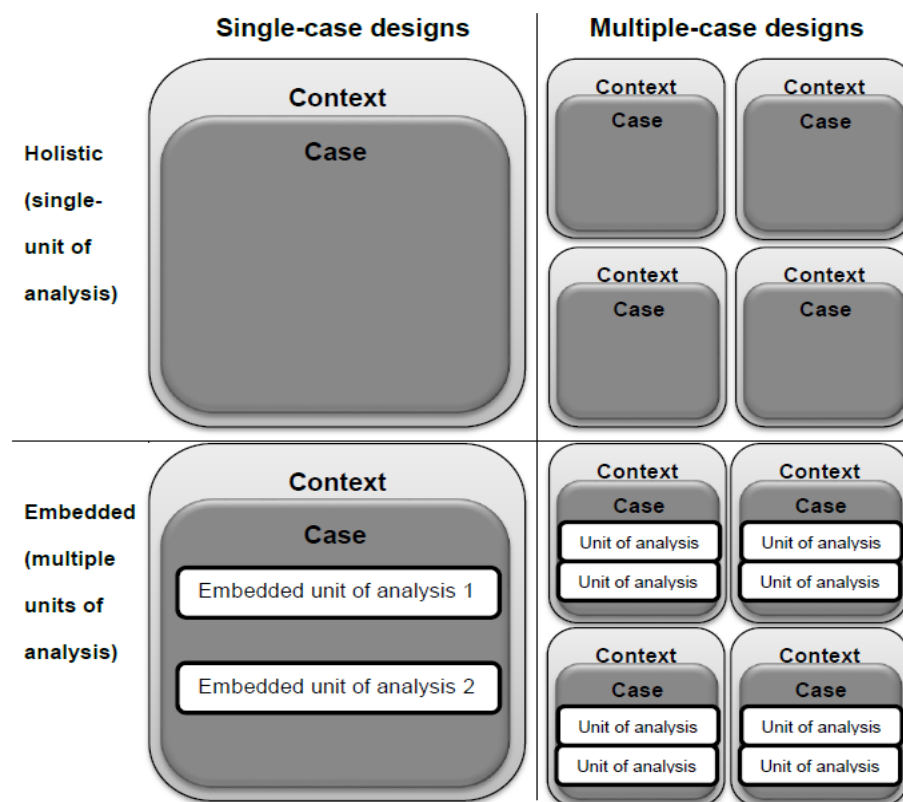 Single-case designs
Multiple-case designs
Holistic
(single-
unit of
analysis)
Context
Case
Context
Case
Context
Case
Context
Case
Context
Case
Embedded
(multiple
units of
analysis)
Context
Case
Embedded unit of analysis 1
Embedded unit of analysis 2
Context
Case
Unit of analysis
Unit of analysis
Context
Case
Unit of analysis
Unit of analysis
Context
Case
Unit of analysis
Unit of analysis
Context
Case
Unit of analysis
Unit of analysis